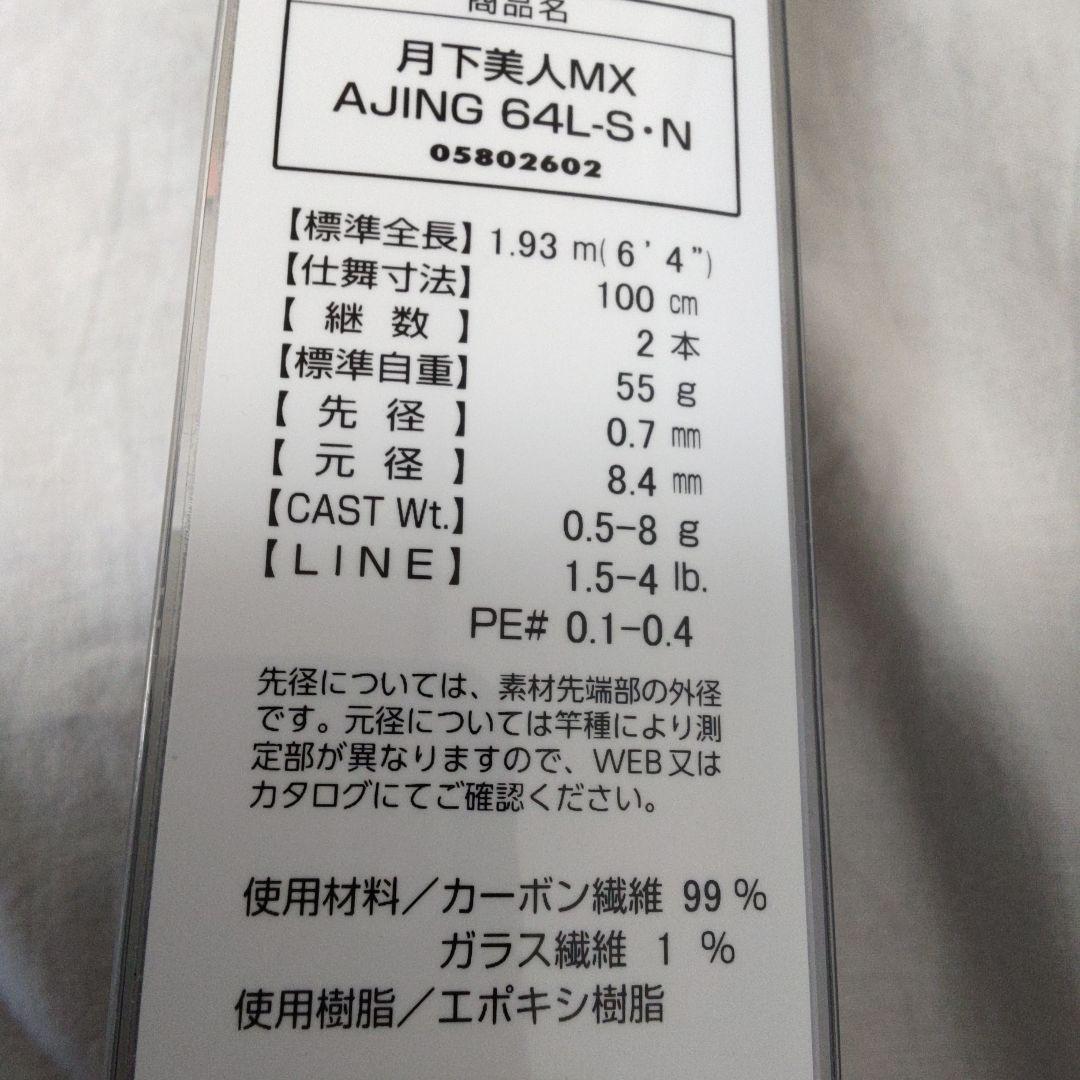 商品名
月下美人MX
AJING 64L-S・N
05802602
【標準全長】 1.93 m(6'4")
【仕舞寸法】 100 cm
【継数】 2 本
【標準自重】 55 g
【先径】 0.7 mm
【元径】 8.4 mm
【CAST Wt.】 0.5-8 g
【LINE】 1.5-4 lb.
PE# 0.1-0.4
先径については、素材先端部の外径
です。元径については竿種により測
定部が異なりますので、WEB又は
カタログにてご確認ください。
使用材料/カーボン繊維 99 %
ガラス繊維 1 %
使用樹脂/エポキシ樹脂